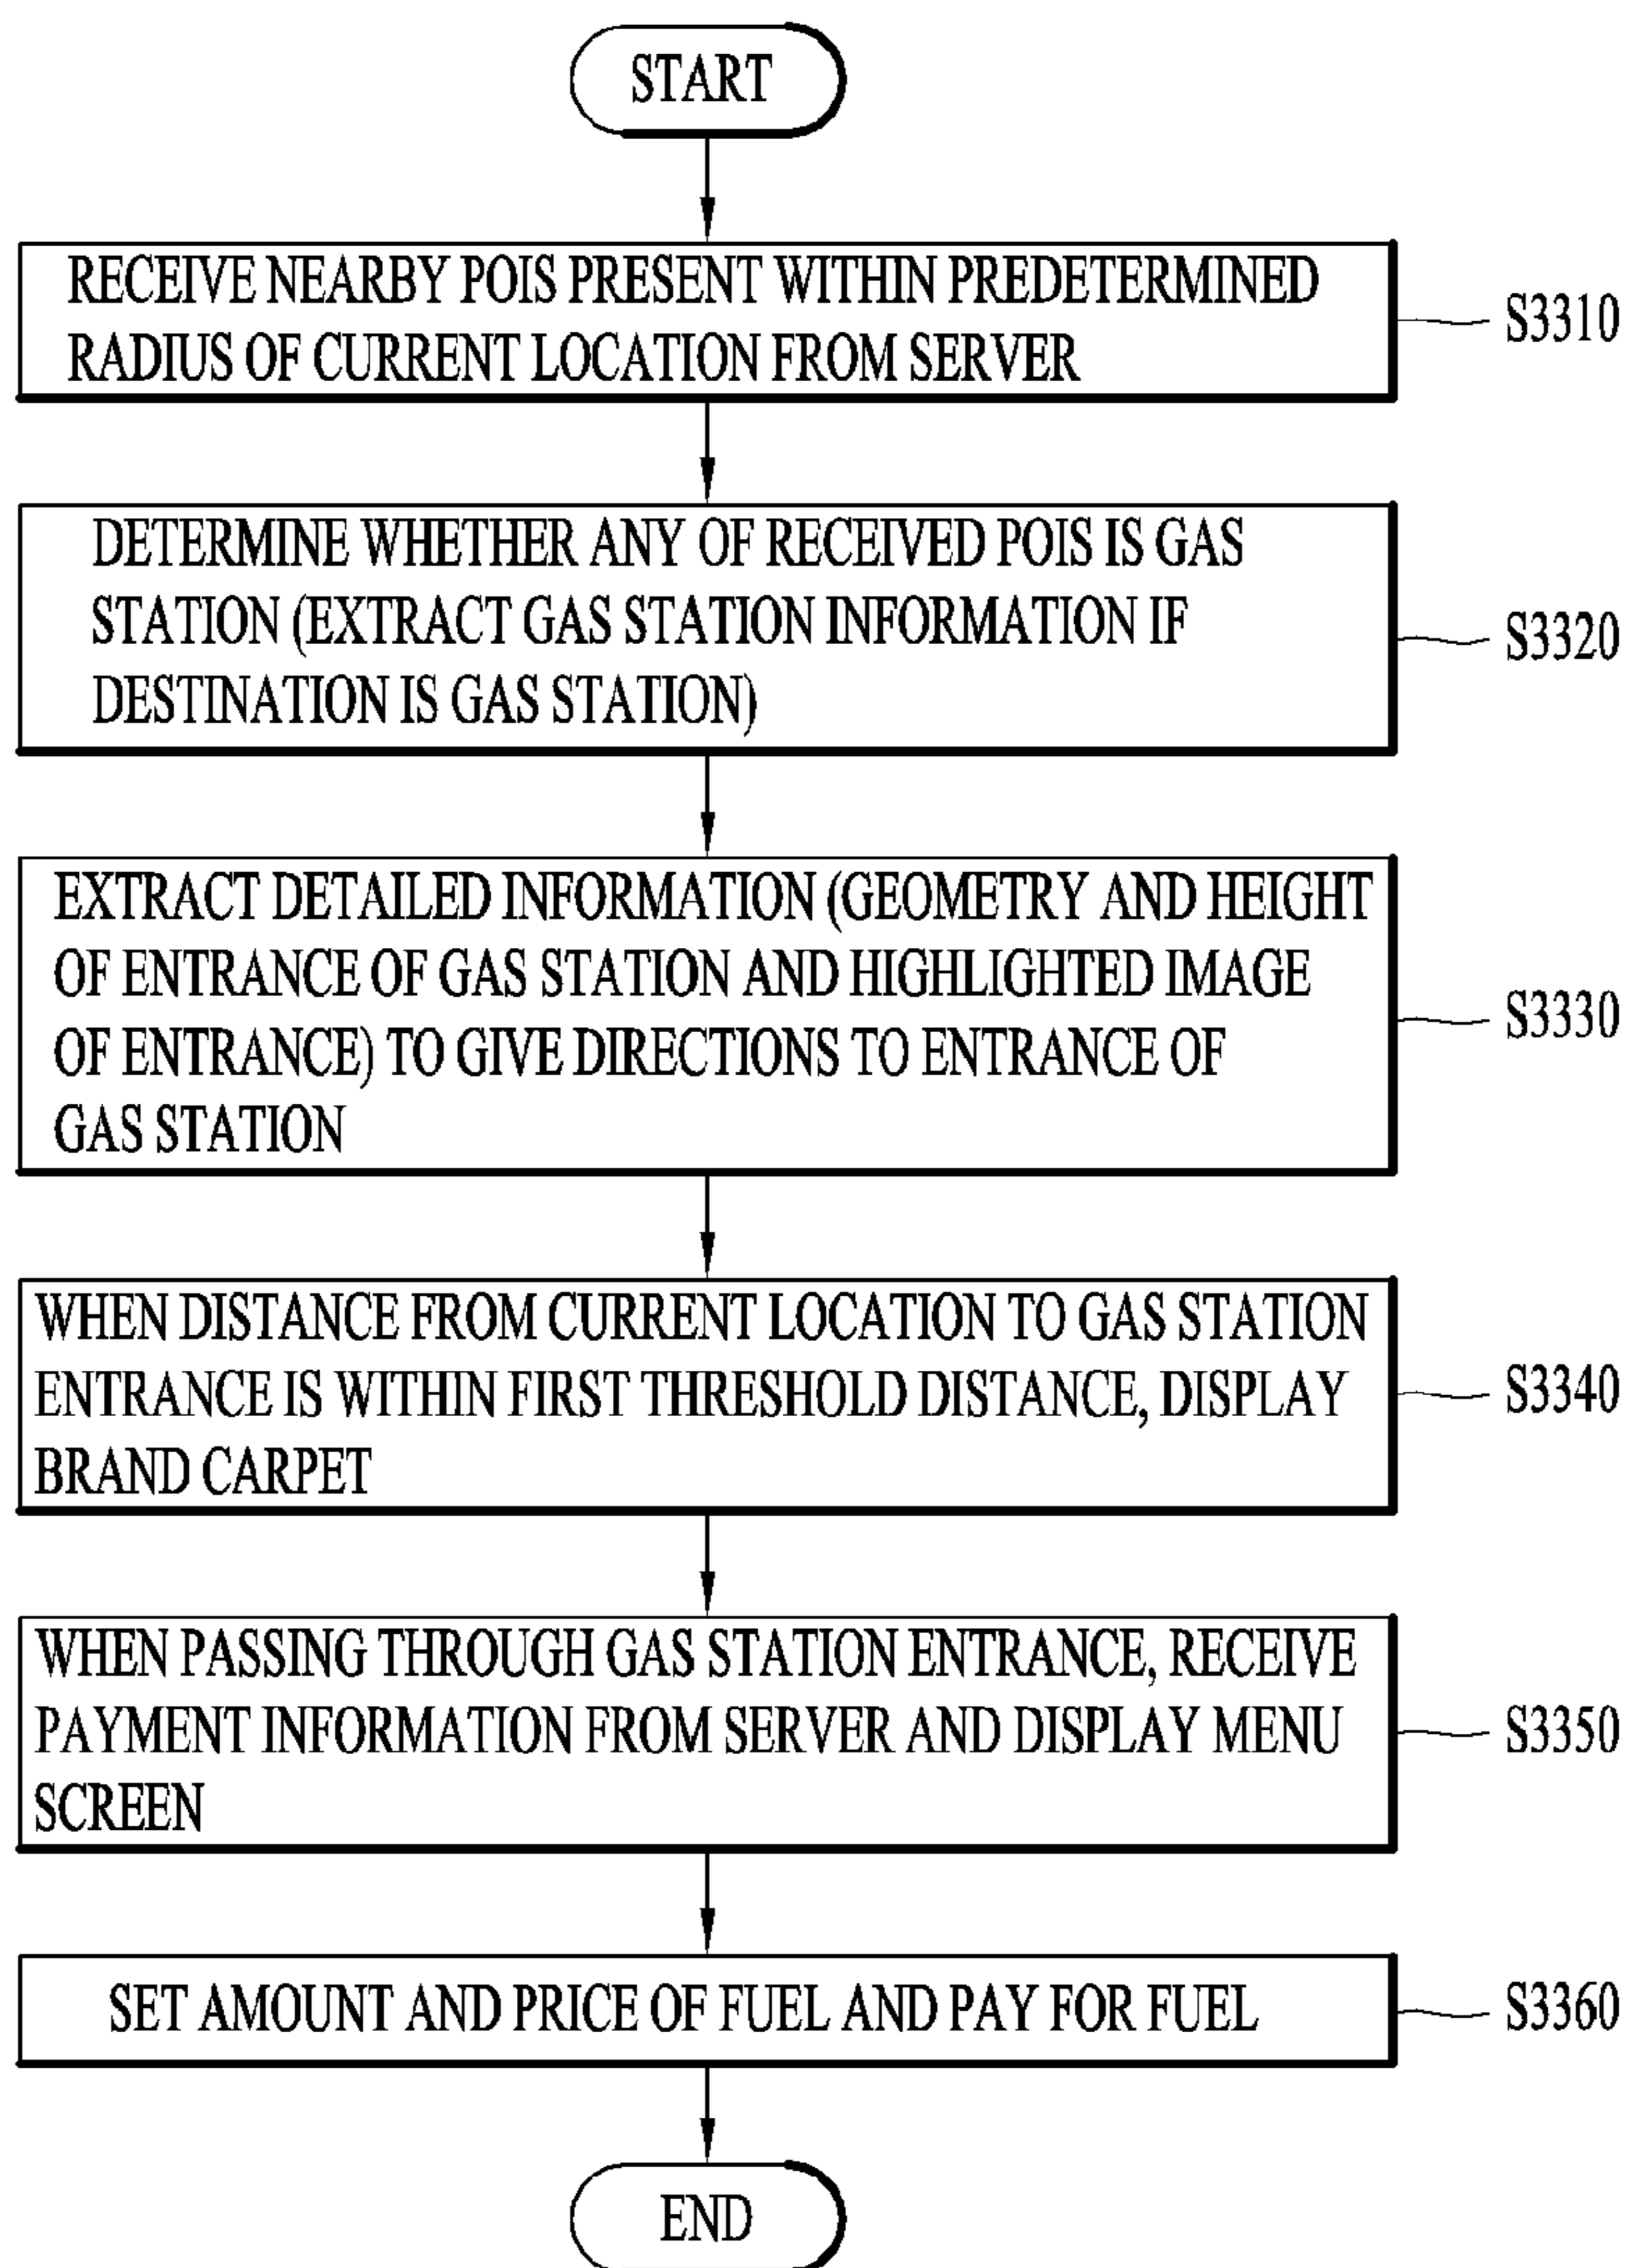 START
RECEIVE NEARBY POIS PRESENT WITHIN PREDETERMINED
RADIUS OF CURRENT LOCATION FROM SERVER
S3310
DETERMINE WHETHER ANY OF RECEIVED POIS IS GAS
STATION (EXTRACT GAS STATION INFORMATION IF
DESTINATION IS GAS STATION)
S3320
EXTRACT DETAILED INFORMATION (GEOMETRY AND HEIGHT
OF ENTRANCE OF GAS STATION AND HIGHLIGHTED IMAGE
OF ENTRANCE) TO GIVE DIRECTIONS TO ENTRANCE OF
GAS STATION
S3330
WHEN DISTANCE FROM CURRENT LOCATION TO GAS STATION
ENTRANCE IS WITHIN FIRST THRESHOLD DISTANCE, DISPLAY
BRAND CARPET
S3340
WHEN PASSING THROUGH GAS STATION ENTRANCE, RECEIVE
PAYMENT INFORMATION FROM SERVER AND DISPLAY MENU
SCREEN
S3350
SET AMOUNT AND PRICE OF FUEL AND PAY FOR FUEL
S3360
END